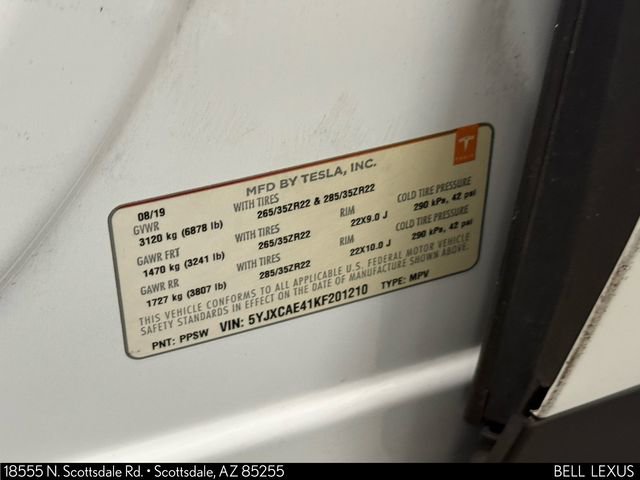 MFD BY TESLA, INC.
TESLA
08/19
GVWR WITH TIRES COLD TIRE PRESSURE
3120 kg (6878 lb) 265/35ZR22 & 285/35ZR22 290 kPa, 42 psi
GAWR FRT WITH TIRES RIM COLD TIRE PRESSURE
1470 kg (3241 lb) 265/35ZR22 22X9.0 J 290 kPa, 42 psi
GAWR RR WITH TIRES RIM
1727 kg (3807 lb) 285/35ZR22 22X10.0 J
THIS VEHICLE CONFORMS TO ALL APPLICABLE U.S. FEDERAL MOTOR VEHICLE
SAFETY STANDARDS IN EFFECT ON THE DATE OF MANUFACTURE SHOWN ABOVE.
PNT: PPSW VIN: 5YJXCAE41KF201210 TYPE: MPV
18555 N. Scottsdale Rd. • Scottsdale, AZ 85255 BELL LEXUS